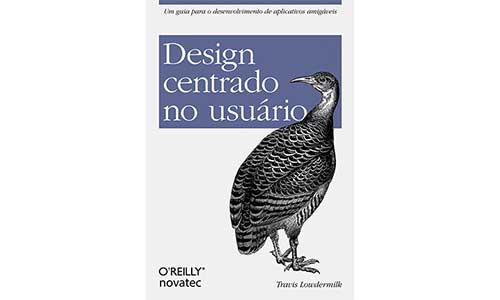 Um guia para o desenvolvimento de aplicativos amigáveis
Design
centrado
no usuário
O'REILLY®
novatec
Travis Lowdermilk